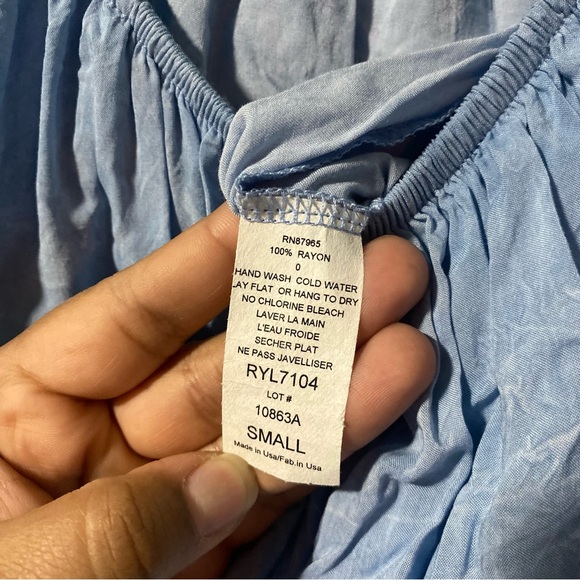 RN87965
100% RAYON
0
HAND WASH COLD WATER
LAY FLAT OR HANG TO DRY
NO CHLORINE BLEACH
LAVER LA MAIN
L'EAU FROIDE
SECHER PLAT
NE PASS JAVELLISER
RYL7104
LOT #
10863A
SMALL
Made in Usa/Fab.in Usa